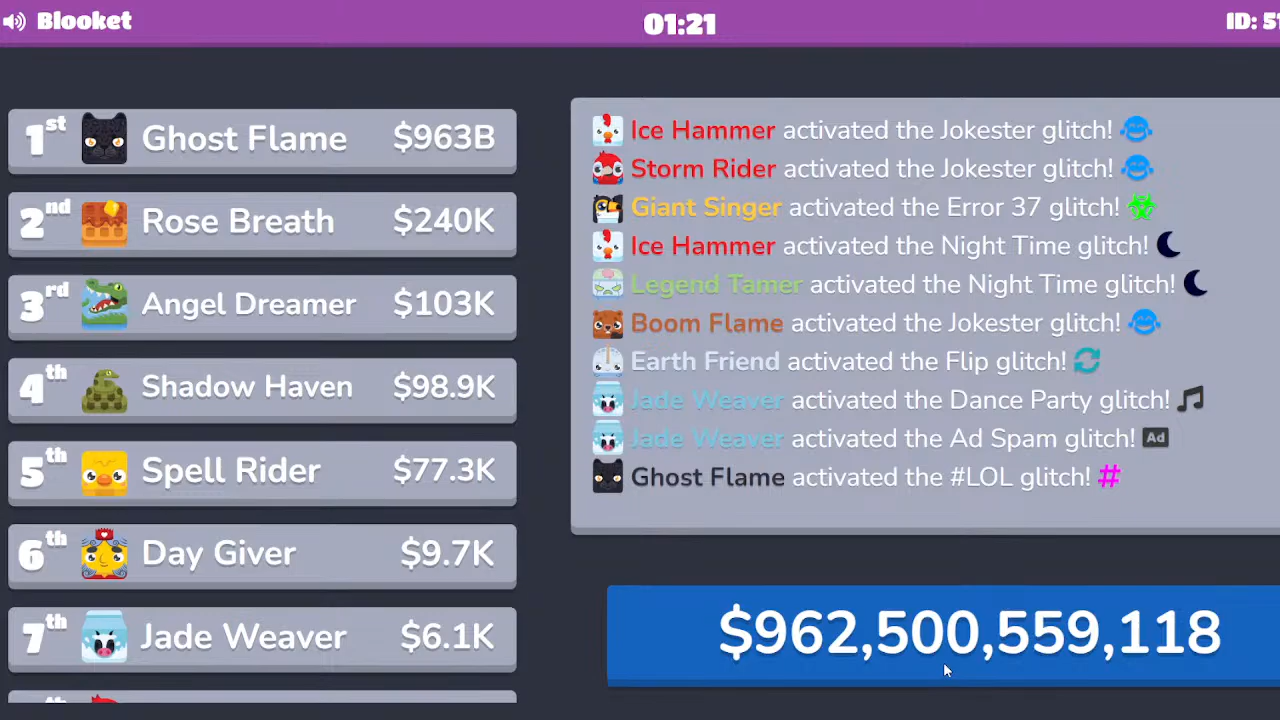 Blooket
01:21
ID: 51
1st Ghost Flame $963B
2nd Rose Breath $240K
3rd Angel Dreamer $103K
4th Shadow Haven $98.9K
5th Spell Rider $77.3K
6th Day Giver $9.7K
7th Jade Weaver $6.1K
Ice Hammer activated the Jokester glitch!
Storm Rider activated the Jokester glitch!
Giant Singer activated the Error 37 glitch!
Ice Hammer activated the Night Time glitch!
Legend Tamer activated the Night Time glitch!
Boom Flame activated the Jokester glitch!
Earth Friend activated the Flip glitch!
Jade Weaver activated the Dance Party glitch!
Jade Weaver activated the Ad Spam glitch! Ad
Ghost Flame activated the #LOL glitch! #
$962,500,559,118